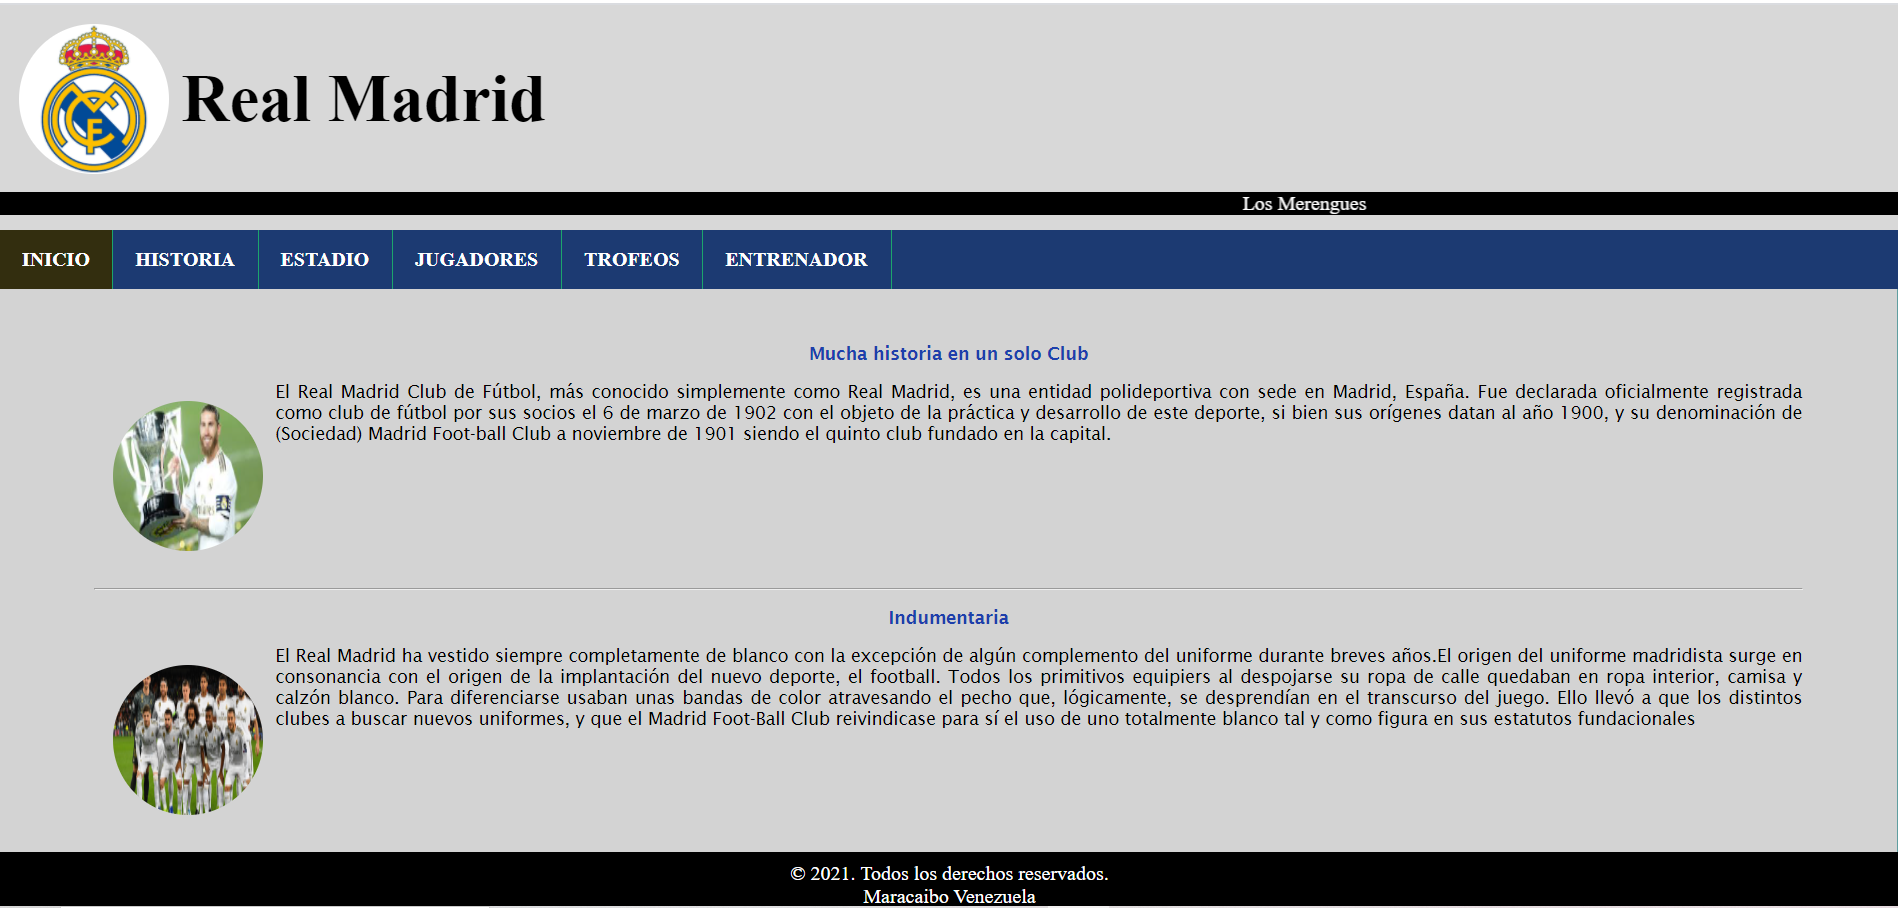 Real Madrid
Los Merengues
INICIO HISTORIA ESTADIO JUGADORES TROFEOS ENTRENADOR
Mucha historia en un solo Club
El Real Madrid Club de Fútbol, más conocido simplemente como Real Madrid, es una entidad polideportiva con sede en Madrid, España. Fue declarada oficialmente registrada
como club de fútbol por sus socios el 6 de marzo de 1902 con el objeto de la práctica y desarrollo de este deporte, si bien sus orígenes datan al año 1900, y su denominación de
(Sociedad) Madrid Foot-ball Club a noviembre de 1901 siendo el quinto club fundado en la capital.
Indumentaria
El Real Madrid ha vestido siempre completamente de blanco con la excepción de algún complemento del uniforme durante breves años.El origen del uniforme madridista surge en
consonancia con el origen de la implantación del nuevo deporte, el football. Todos los primitivos equipiers al despojarse su ropa de calle quedaban en ropa interior, camisa y
calzón blanco. Para diferenciarse usaban unas bandas de color atravesando el pecho que, lógicamente, se desprendían en el transcurso del juego. Ello llevó a que los distintos
clubes a buscar nuevos uniformes, y que el Madrid Foot-Ball Club reivindicase para sí el uso de uno totalmente blanco tal y como figura en sus estatutos fundacionales
© 2021. Todos los derechos reservados.
Maracaibo Venezuela